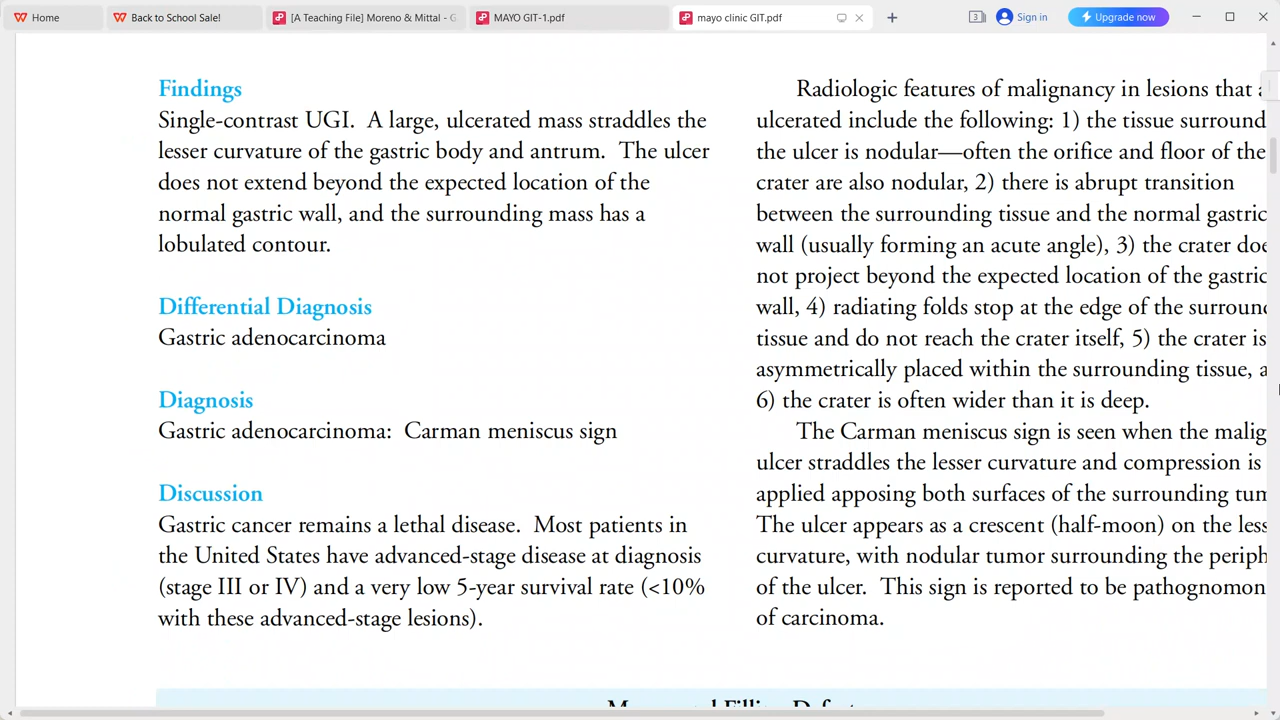 Home
Back to School Sale!
[A Teaching File] Moreno & Mittal - G
MAYO GIT-1.pdf
mayo clinic GIT.pdf
3
Sign in
Upgrade now
Findings
Single-contrast UGI. A large, ulcerated mass straddles the
lesser curvature of the gastric body and antrum. The ulcer
does not extend beyond the expected location of the
normal gastric wall, and the surrounding mass has a
lobulated contour.
Differential Diagnosis
Gastric adenocarcinoma
Diagnosis
Gastric adenocarcinoma: Carman meniscus sign
Discussion
Gastric cancer remains a lethal disease. Most patients in
the United States have advanced-stage disease at diagnosis
(stage III or IV) and a very low 5-year survival rate (<10%
with these advanced-stage lesions).
Radiologic features of malignancy in lesions that
ulcerated include the following: 1) the tissue surround
the ulcer is nodular—often the orifice and floor of the
crater are also nodular, 2) there is abrupt transition
between the surrounding tissue and the normal gastric
wall (usually forming an acute angle), 3) the crater doe
not project beyond the expected location of the gastric
wall, 4) radiating folds stop at the edge of the surroun
tissue and do not reach the crater itself, 5) the crater is
asymmetrically placed within the surrounding tissue, a
6) the crater is often wider than it is deep.
The Carman meniscus sign is seen when the malig
ulcer straddles the lesser curvature and compression is
applied apposing both surfaces of the surrounding tum
The ulcer appears as a crescent (half-moon) on the less
curvature, with nodular tumor surrounding the periph
of the ulcer. This sign is reported to be pathognomon
of carcinoma.